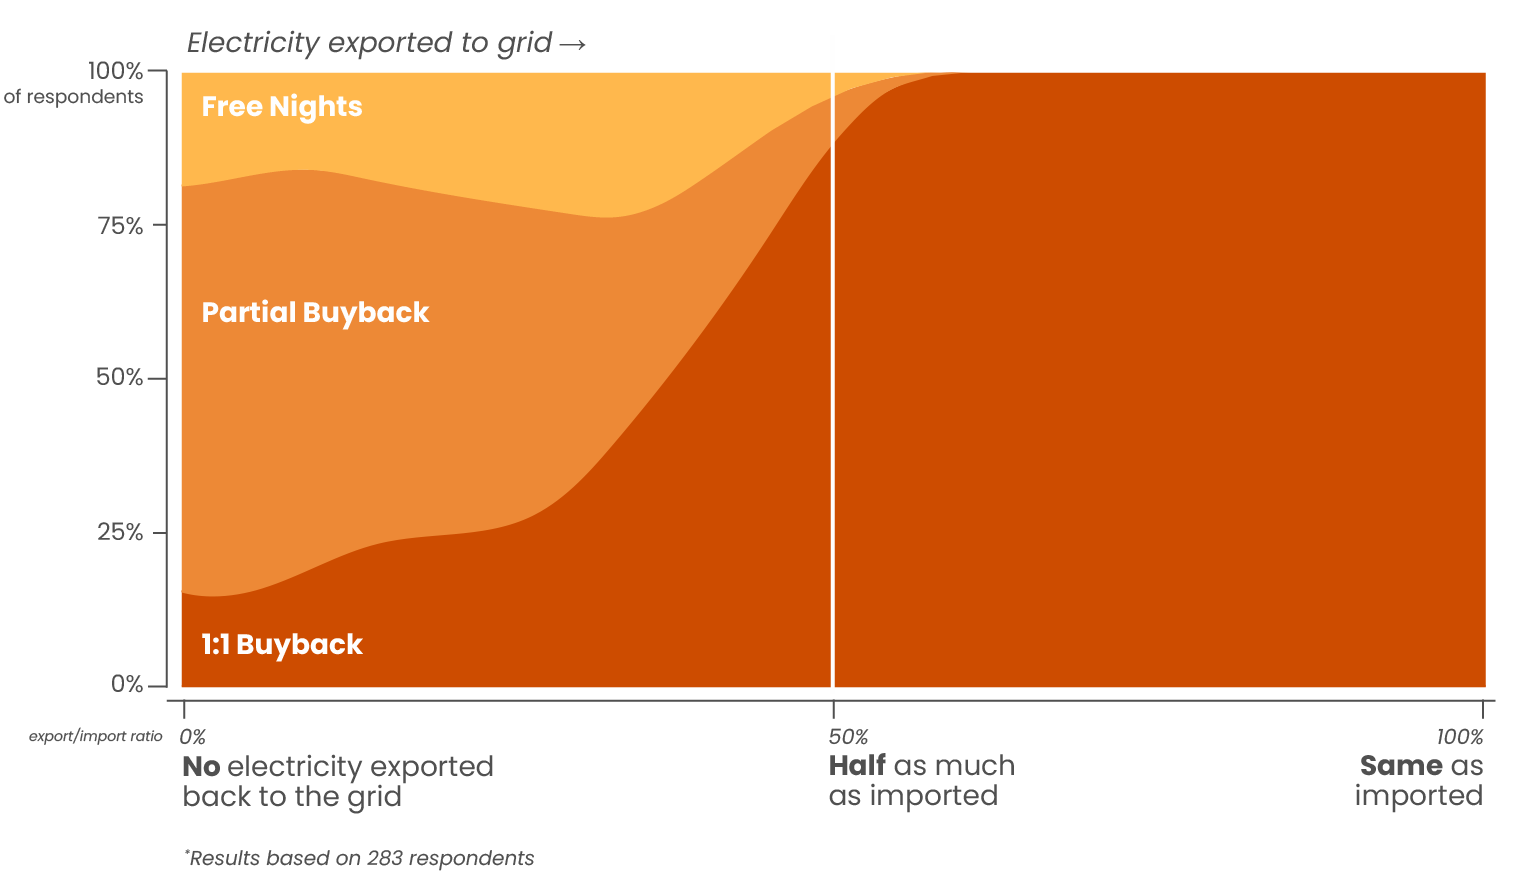 Electricity exported to grid →
100%
of respondents
Free Nights
75%
Partial Buyback
50%
25%
1:1 Buyback
0%
export/import ratio 0% 50% 100%
No electricity exported
back to the grid
Half as much
as imported
Same as
imported
*Results based on 283 respondents